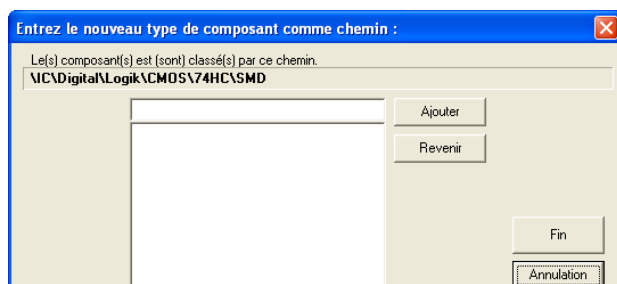 Entrez le nouveau type de composant comme chemin :
Le(s) composant(s) est (sont) classé(s) par ce chemin.
\IC\Digital\Logik\CMOS\74HC\SMD
Ajouter
Revenir
Fin
Annulation